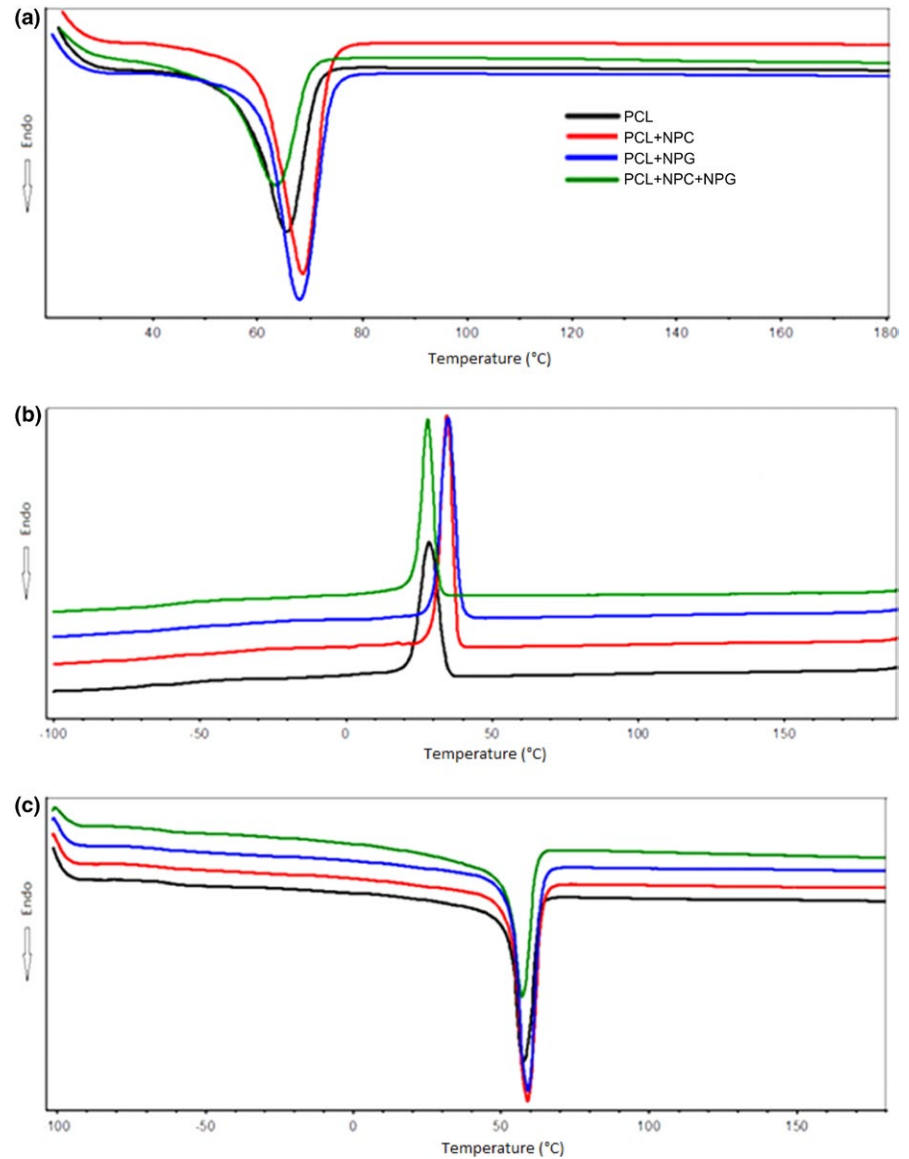 (a)
Endo
PCL
PCL+NPC
PCL+NPG
PCL+NPC+NPG
40 60 80 100 120 140 160 180
Temperature (°C)
(b)
Endo
-100 -50 0 50 100 150
Temperature (°C)
(c)
Endo
100 -50 0 50 100 150
Temperature (°C)